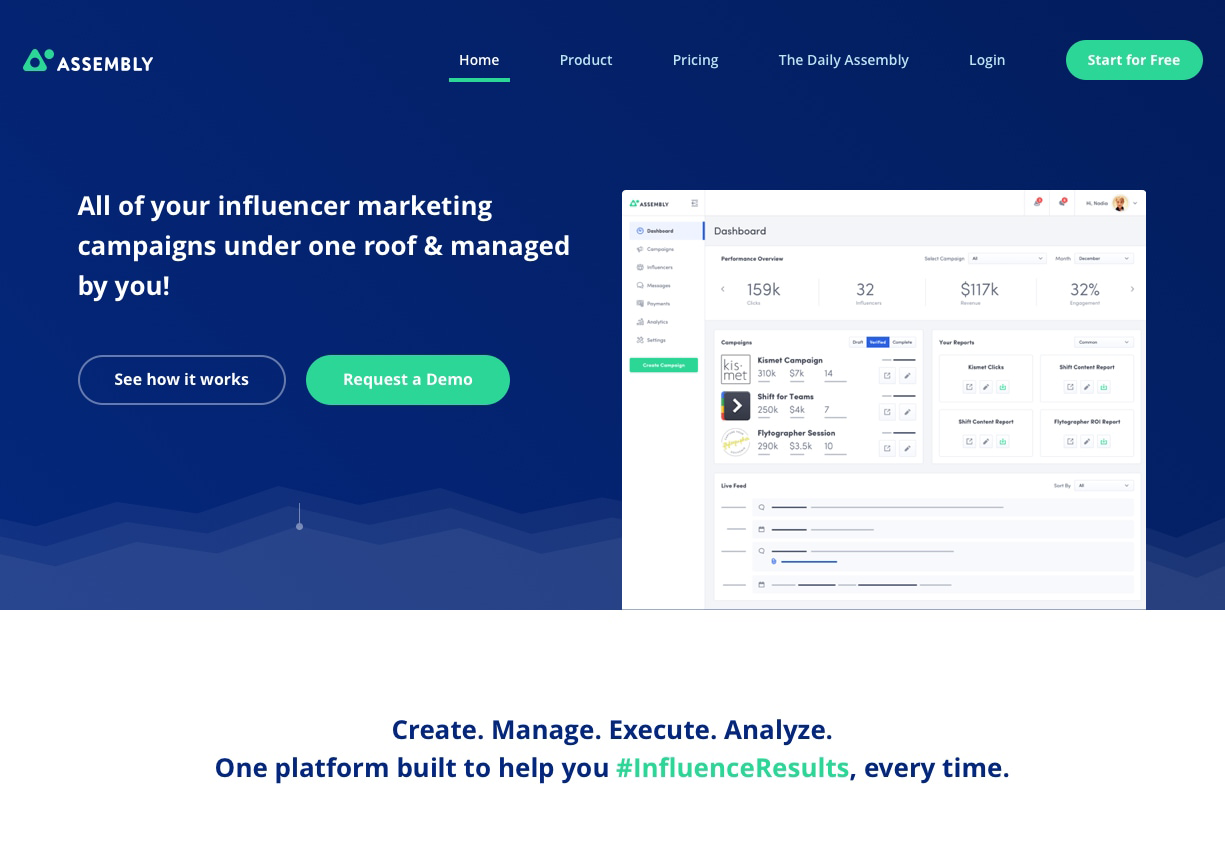 ASSEMBLY
Home
Product
Pricing
The Daily Assembly
Login
Start for Free
All of your influencer marketing
campaigns under one roof & managed
by you!
See how it works
Request a Demo
ASSEMBLY
Hi, Nadia
Dashboard
Campaigns
Influencers
Messages
Payments
Analytics
Settings
Create Campaign
Dashboard
Performance Overview
Select Campaign
All
Month
December
159k
Clicks
32
Influencers
$117k
Revenue
32%
Engagement
Campaigns
Draft
Verified
Complete
kis-
met
Kismet Campaign
310k $7k 14
Shift for Teams
250k $4k 7
Flytographer Session
290k $3.5k 10
Your Reports
Common
Kismet Clicks
Shift Content Report
Shift Content Report
Flytographer ROI Report
Live Feed
Sort By
All
Create. Manage. Execute. Analyze.
One platform built to help you #InfluenceResults, every time.